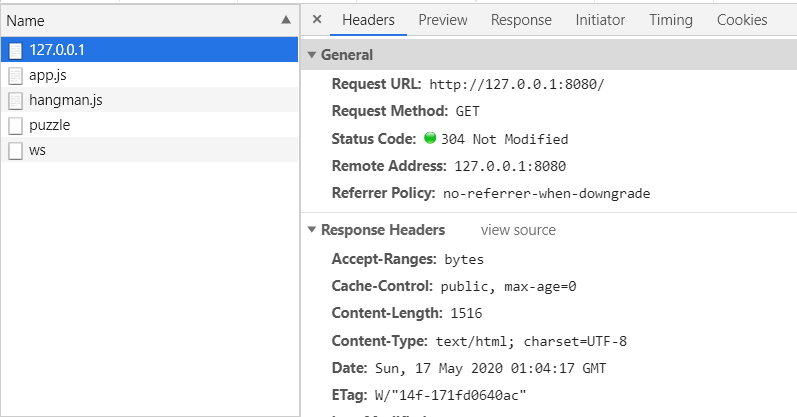 Name
127.0.0.1
app.js
hangman.js
puzzle
ws
× Headers Preview Response Initiator Timing Cookies
General
Request URL: http://127.0.0.1:8080/
Request Method: GET
Status Code: 304 Not Modified
Remote Address: 127.0.0.1:8080
Referrer Policy: no-referrer-when-downgrade
Response Headers view source
Accept-Ranges: bytes
Cache-Control: public, max-age=0
Content-Length: 1516
Content-Type: text/html; charset=UTF-8
Date: Sun, 17 May 2020 01:04:17 GMT
ETag: W/"14f-171fd0640ac"